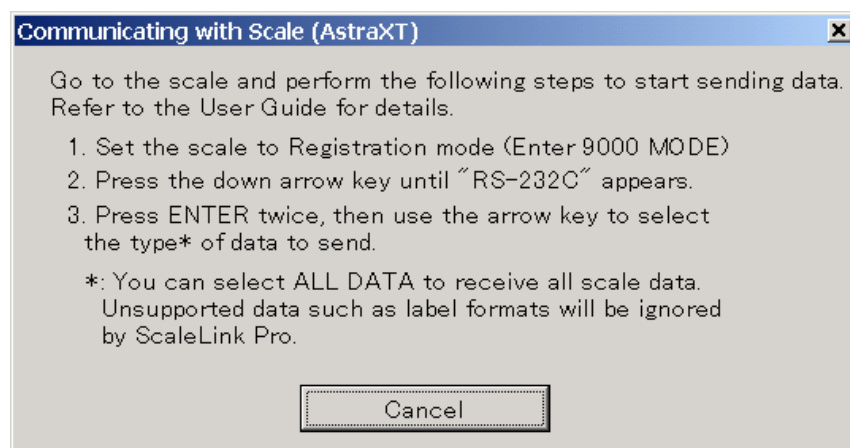 Communicating with Scale (AstraXT)
Go to the scale and perform the following steps to start sending data.
Refer to the User Guide for details.
1. Set the scale to Registration mode (Enter 9000 MODE)
2. Press the down arrow key until ″RS-232C″ appears.
3. Press ENTER twice, then use the arrow key to select
the type* of data to send.
*: You can select ALL DATA to receive all scale data.
Unsupported data such as label formats will be ignored
by ScaleLink Pro.
Cancel